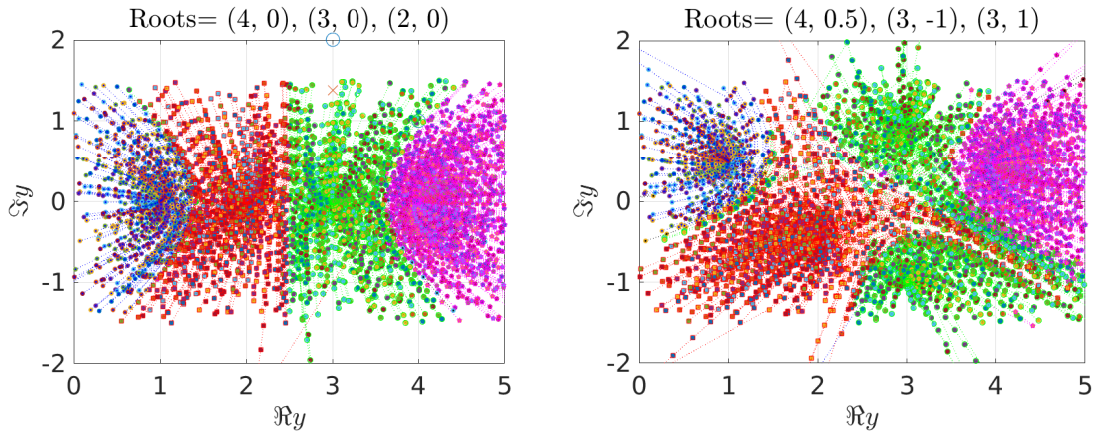 Roots= (4, 0), (3, 0), (2, 0)
2
1
0
-1
-2
ℑy
0 1 2 3 4 5
ℜy
Roots= (4, 0.5), (3, -1), (3, 1)
2
1
0
-1
-2
ℑy
0 1 2 3 4 5
ℜy